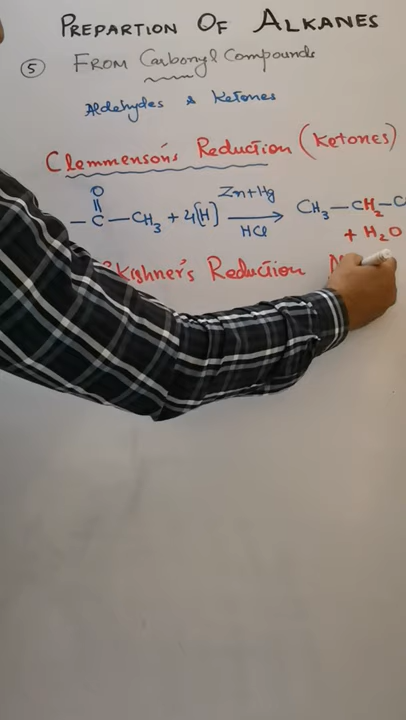 PREPARTION OF ALKANES
⑤ FROM Carbonyl Compounds
Aldehydes & Ketones
Clemmenson's Reduction (Ketones)
O
|| Zn+Hg
—C—CH₃ + 4[H] ⟶ CH₃—CH₂—C
HCl
+ H₂O
Kishner's Reduction